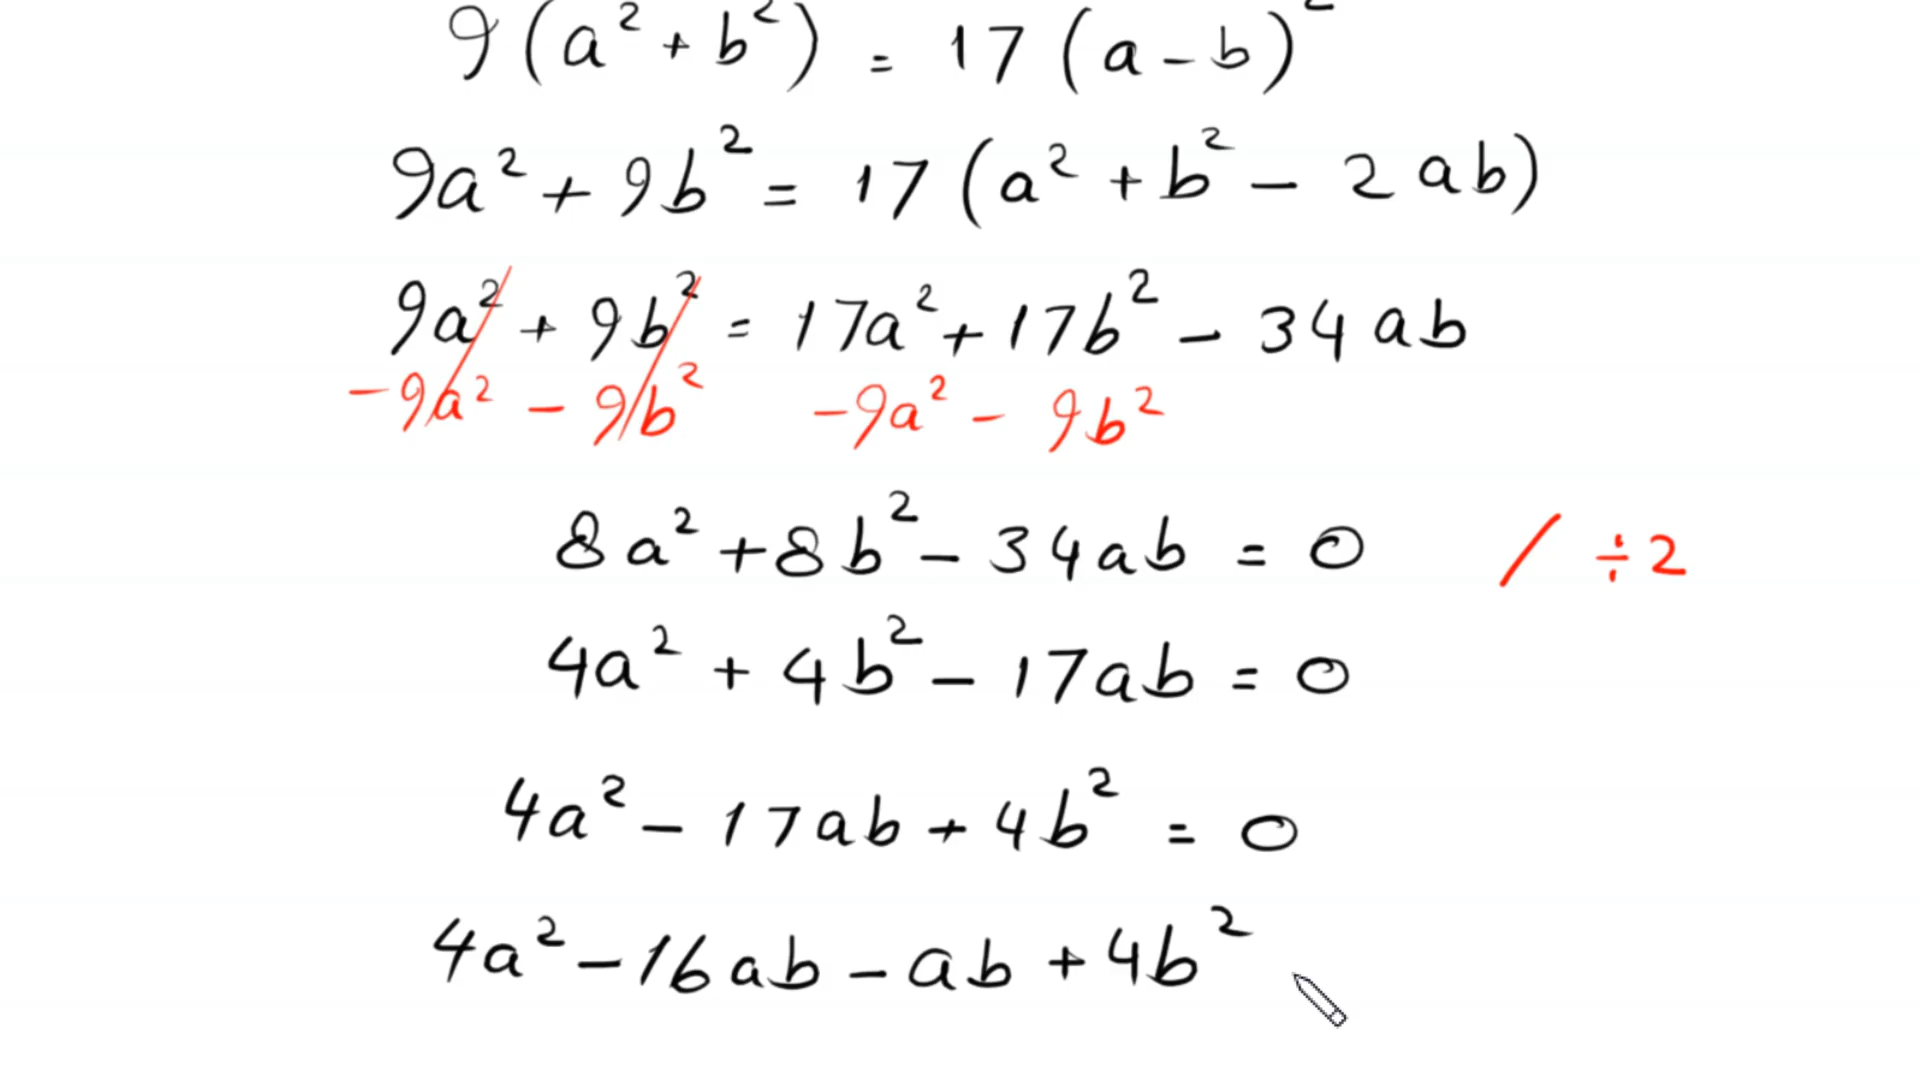 9(a² + b²) = 17(a - b)²
9a² + 9b² = 17(a² + b² - 2ab)
9a² + 9b² = 17a² + 17b² - 34ab
-9a² - 9b² -9a² - 9b²
8a² + 8b² - 34ab = 0 / ÷2
4a² + 4b² - 17ab = 0
4a² - 17ab + 4b² = 0
4a² - 16ab - ab + 4b²